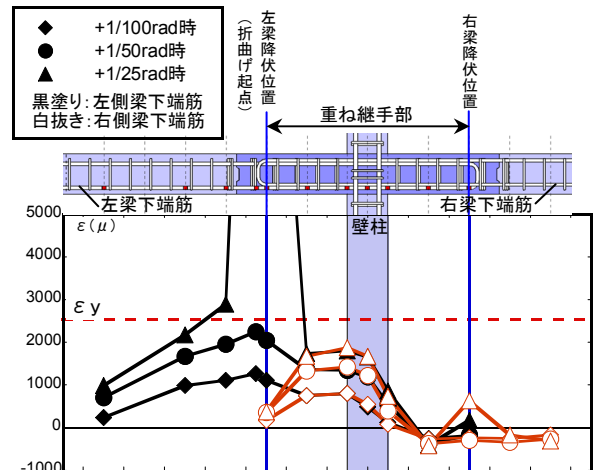 +1/100rad時
+1/50rad時
+1/25rad時
黒塗り：左側梁下端筋
白抜き：右側梁下端筋
左梁降伏位置
（折曲げ起点）
右梁降伏位置
重ね継手部
左梁下端筋
壁柱
右梁下端筋
ε(μ)
εy
5000
4000
3000
2000
1000
0
-1000